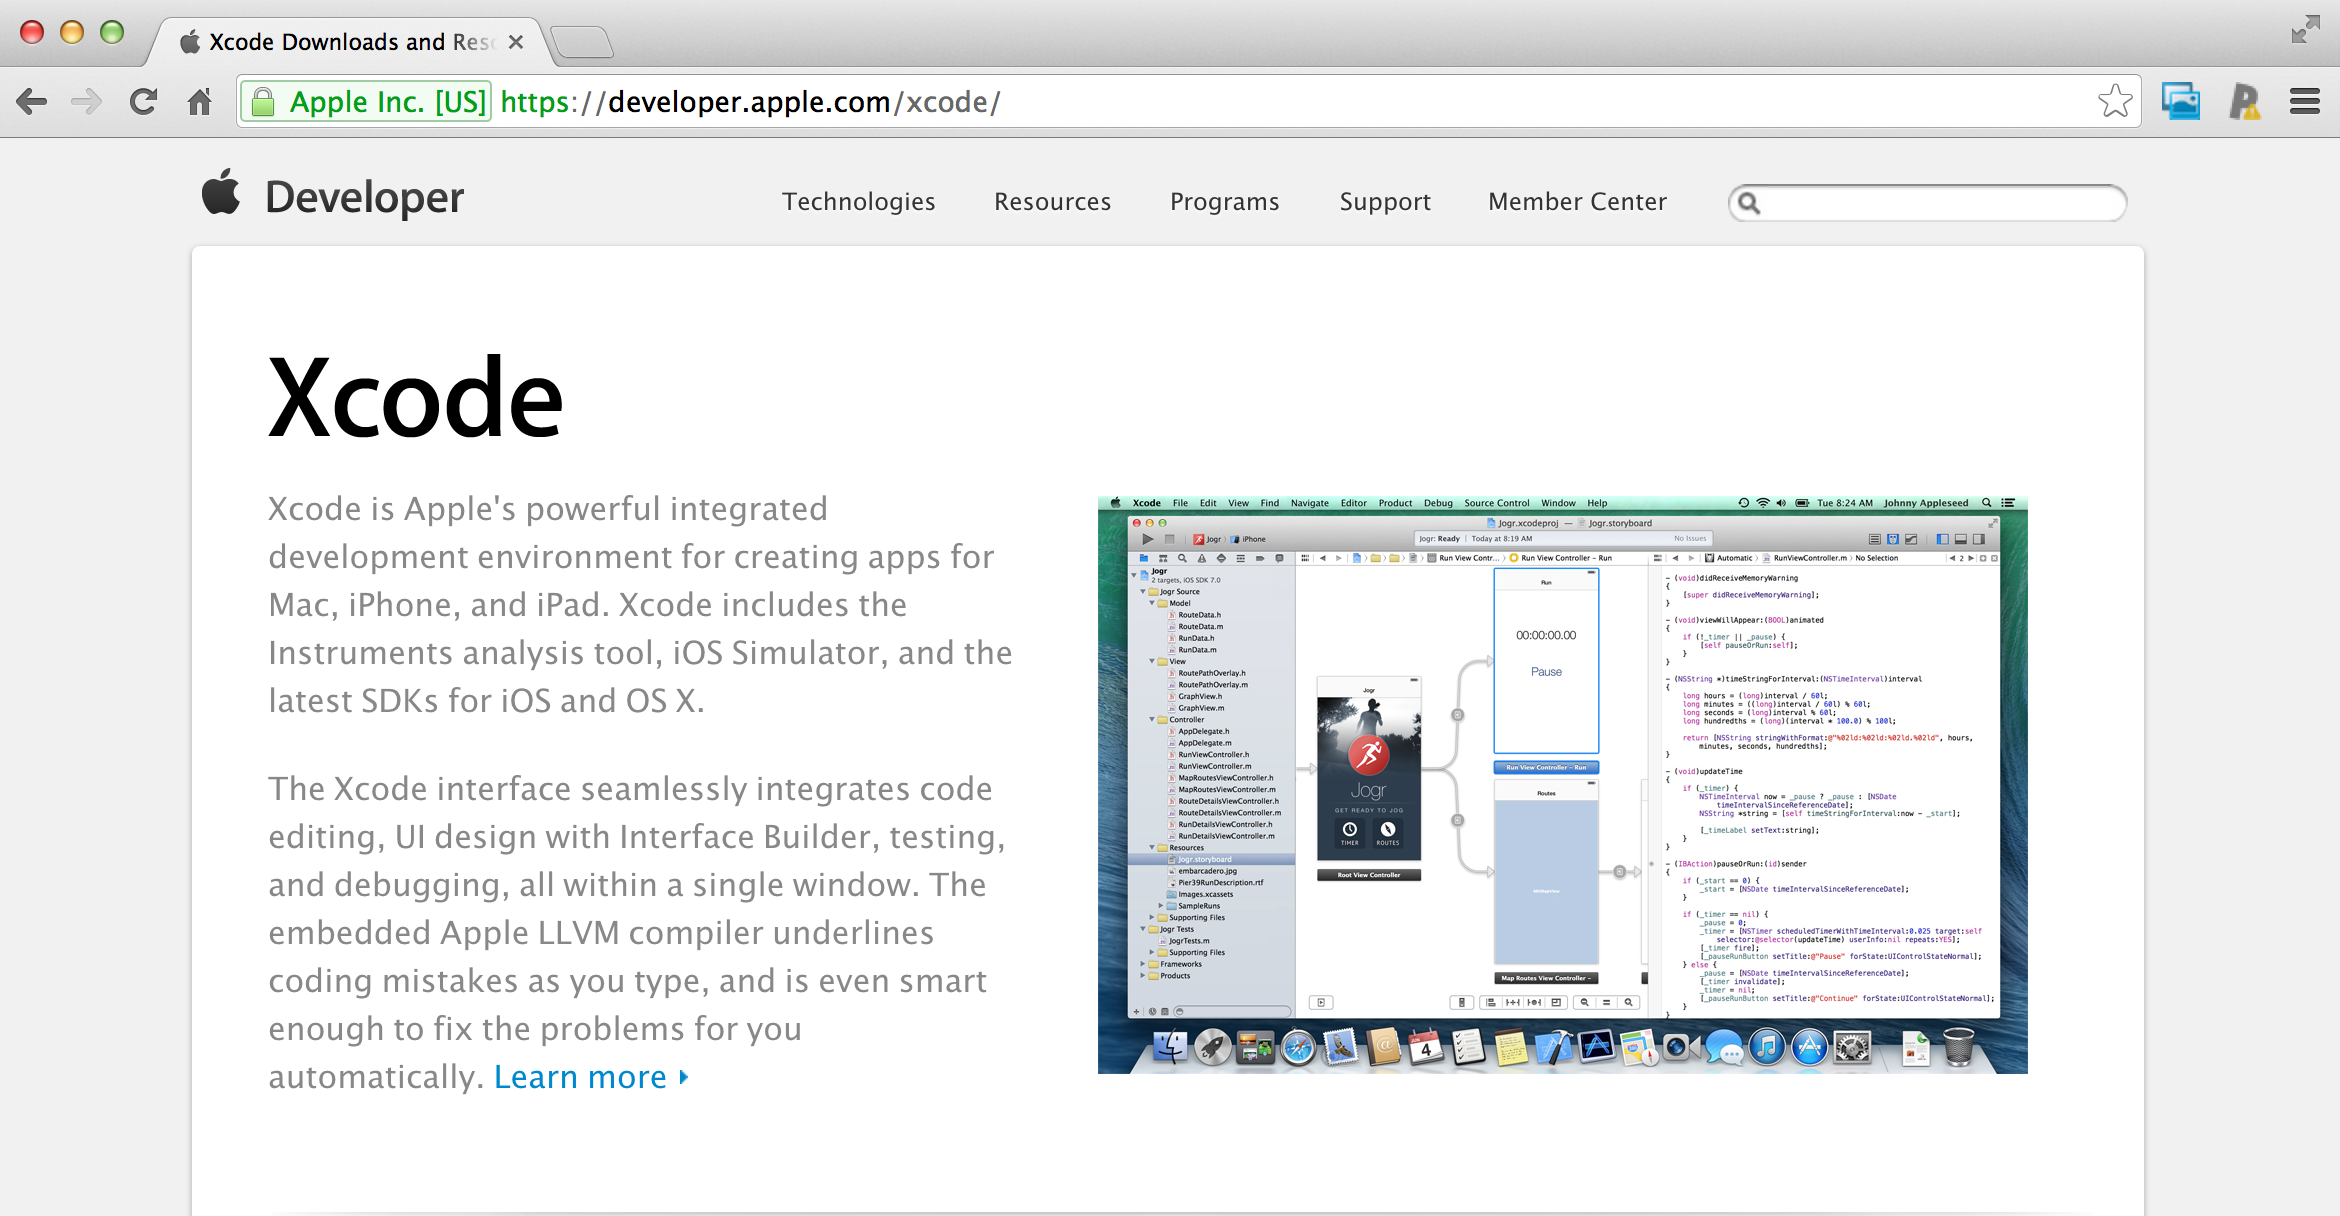 Xcode Downloads and Res
Apple Inc. [US] https://developer.apple.com/xcode/
Developer
Technologies Resources Programs Support Member Center
Xcode
Xcode is Apple's powerful integrated
development environment for creating apps for
Mac, iPhone, and iPad. Xcode includes the
Instruments analysis tool, iOS Simulator, and the
latest SDKs for iOS and OS X.
The Xcode interface seamlessly integrates code
editing, UI design with Interface Builder, testing,
and debugging, all within a single window. The
embedded Apple LLVM compiler underlines
coding mistakes as you type, and is even smart
enough to fix the problems for you
automatically. Learn more
Xcode File Edit View Find Navigate Editor Product Debug Source Control Window Help Tue 8:24 AM Johnny Appleseed
Jogr.xcodeproj — Jogr.storyboard
Jogr iPhone Jogr: Ready | Today at 8:19 AM No Issues
Run View Contr... Run View Controller - Run Automatic RunViewController.m No Selection 2
Jogr
2 targets, iOS SDK 7.0
Jogr Source
Model
RouteData.h
RouteData.m
RunData.h
RunData.m
View
RoutePathOverlay.h
RoutePathOverlay.m
GraphView.h
GraphView.m
Controller
AppDelegate.h
AppDelegate.m
RunViewController.h
RunViewController.m
MapRoutesViewController.h
MapRoutesViewController.m
RouteDetailsViewController.h
RouteDetailsViewController.m
RunDetailsViewController.h
RunDetailsViewController.m
Resources
Jogr.storyboard
embarcadero.jpg
Pier39RunDescription.rtf
Images.xcassets
SampleRuns
Supporting Files
Jogr Tests
JogrTests.m
Supporting Files
Frameworks
Products
Jogr
Jogr
GET READY TO JOG
TIMER ROUTES
Root View Controller
Run
00:00:00.00
Pause
Run View Controller - Run
Routes
Map Routes View Controller -
- (void)didReceiveMemoryWarning
{
[super didReceiveMemoryWarning];
}
- (void)viewWillAppear:(BOOL)animated
{
if (!_timer || _pause) {
[self pauseOrRun:self];
}
}
- (NSString *)timeStringForInterval:(NSTimeInterval)interval
{
long hours = (long)interval / 60l;
long minutes = ((long)interval / 60l) % 60l;
long seconds = (long)interval % 60l;
long hundredths = (long)(interval * 100.0) % 100l;
return [NSString stringWithFormat:@"%02ld:%02ld:%02ld.%02ld", hours,
minutes, seconds, hundredths];
}
- (void)updateTime
{
if (_timer) {
NSTimeInterval now = _pause ? _pause : [NSDate
timeIntervalSinceReferenceDate];
NSString *string = [self timeStringForInterval:now - _start];
[_timeLabel setText:string];
}
}
- (IBAction)pauseOrRun:(id)sender
{
if (_start == 0) {
_start = [NSDate timeIntervalSinceReferenceDate];
}
if (_timer == nil) {
_pause = 0;
_timer = [NSTimer scheduledTimerWithTimeInterval:0.025 target:self
selector:@selector(updateTime) userInfo:nil repeats:YES];
[_timer fire];
[_pauseRunButton setTitle:@"Pause" forState:UIControlStateNormal];
} else {
_pause = [NSDate timeIntervalSinceReferenceDate];
[_timer invalidate];
_timer = nil;
[_pauseRunButton setTitle:@"Continue" forState:UIControlStateNormal];
}
}
4